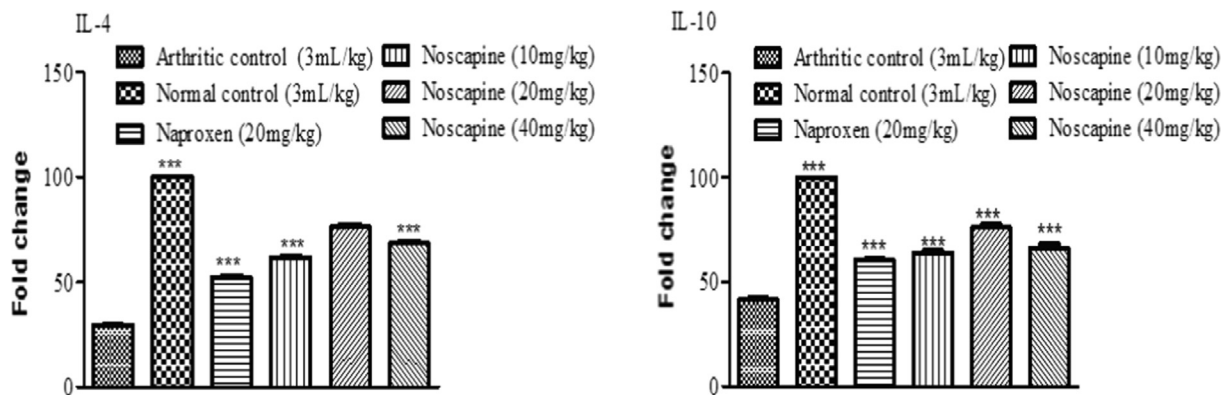 IL-4
Arthritic control (3mL/kg)
Normal control (3mL/kg)
Naproxen (20mg/kg)
Noscapine (10mg/kg)
Noscapine (20mg/kg)
Noscapine (40mg/kg)
Fold change
150
100
50
0
***
***
***
***
IL-10
Arthritic control (3mL/kg)
Normal control (3mL/kg)
Naproxen (20mg/kg)
Noscapine (10mg/kg)
Noscapine (20mg/kg)
Noscapine (40mg/kg)
Fold change
150
100
50
0
***
***
***
***
***